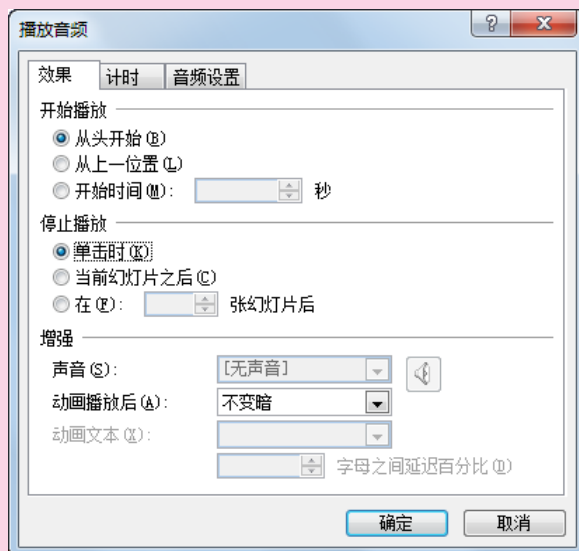 播放音频
效果 计时 音频设置
开始播放
从头开始(B)
从上一位置(L)
开始时间(M): 秒
停止播放
单击时(K)
当前幻灯片之后(C)
在(F): 张幻灯片后
增强
声音(S): [无声音]
动画播放后(A): 不变暗
动画文本(X):
字母之间延迟百分比(D)
确定 取消